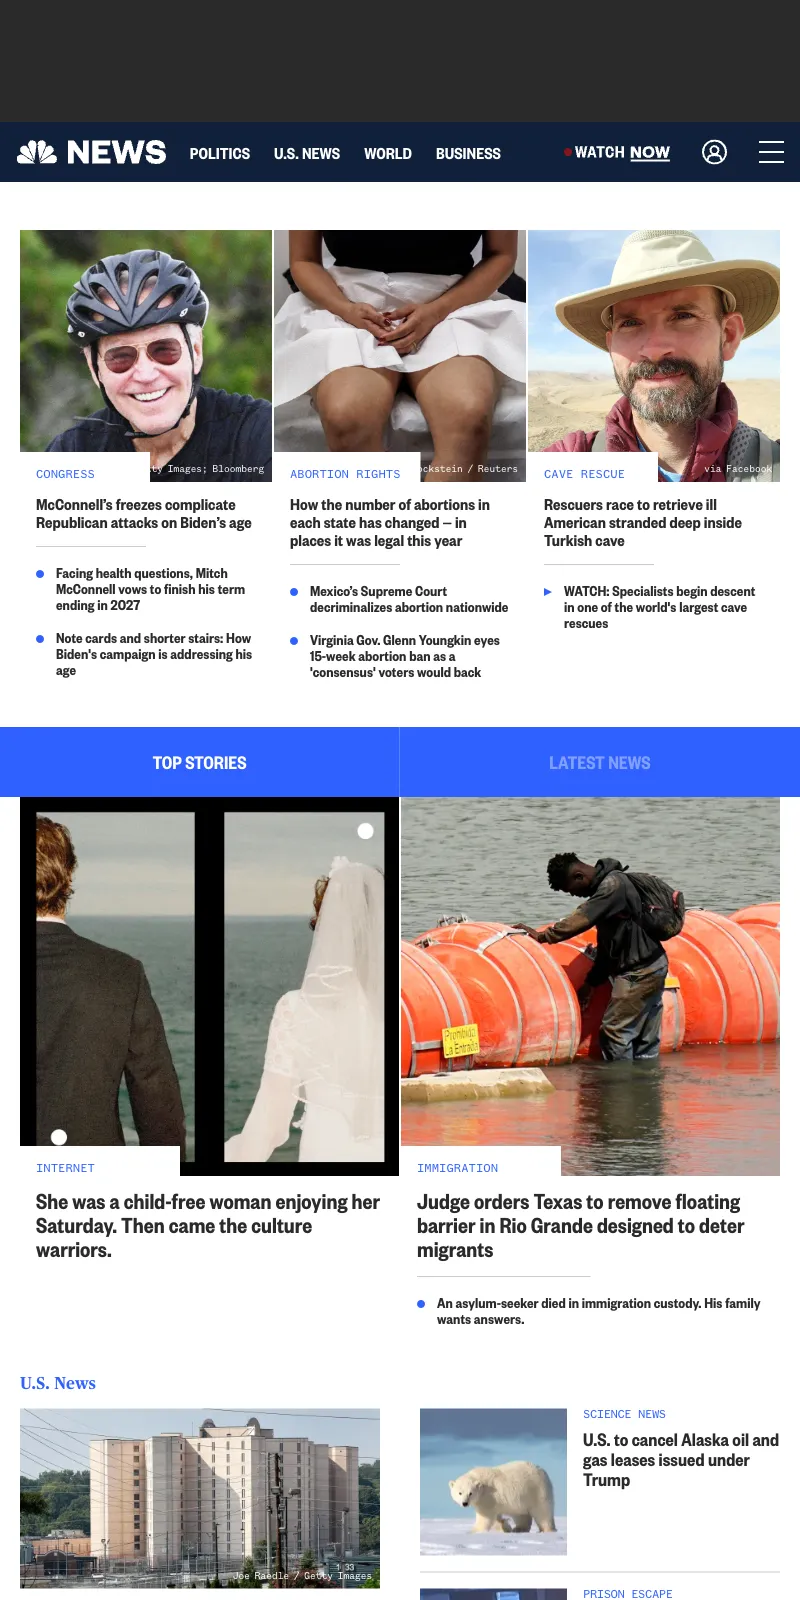 NEWS
POLITICS
U.S. NEWS
WORLD
BUSINESS
WATCH NOW
Images; Bloomberg
CONGRESS
McConnell’s freezes complicate
Republican attacks on Biden’s age
Facing health questions, Mitch
McConnell vows to finish his term
ending in 2027
Note cards and shorter stairs: How
Biden's campaign is addressing his
age
/ Reuters
ABORTION RIGHTS
How the number of abortions in
each state has changed — in
places it was legal this year
Mexico’s Supreme Court
decriminalizes abortion nationwide
Virginia Gov. Glenn Youngkin eyes
15-week abortion ban as a
'consensus' voters would back
via Facebook
CAVE RESCUE
Rescuers race to retrieve ill
American stranded deep inside
Turkish cave
WATCH: Specialists begin descent
in one of the world's largest cave
rescues
TOP STORIES
LATEST NEWS
INTERNET
She was a child-free woman enjoying her
Saturday. Then came the culture
warriors.
Prohibida
La Entrada
IMMIGRATION
Judge orders Texas to remove floating
barrier in Rio Grande designed to deter
migrants
An asylum-seeker died in immigration custody. His family
wants answers.
U.S. News
1:33
Joe Raedle / Getty Images
SCIENCE NEWS
U.S. to cancel Alaska oil and
gas leases issued under
Trump
PRISON ESCAPE